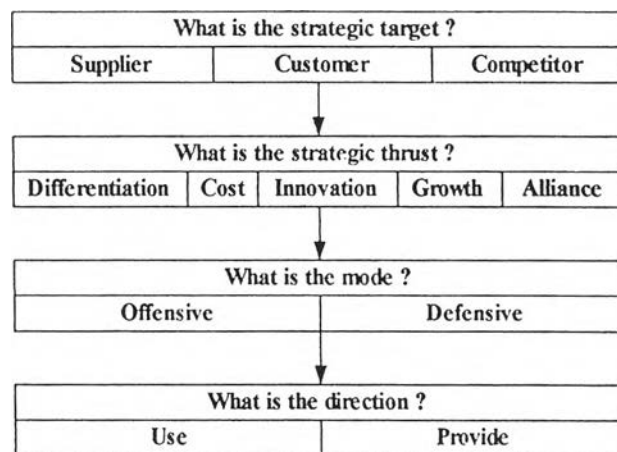 What is the strategic target ?
Supplier Customer Competitor
What is the strategic thrust ?
Differentiation Cost Innovation Growth Alliance
What is the mode ?
Offensive Defensive
What is the direction ?
Use Provide